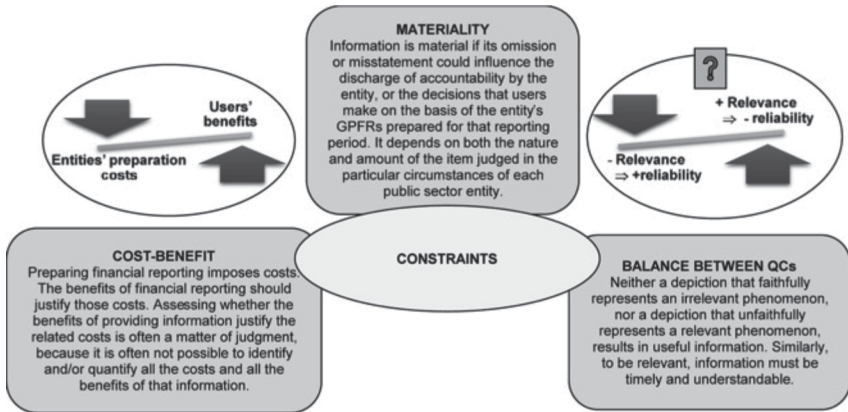 MATERIALITY
Information is material if its omission
or misstatement could influence the
discharge of accountability by the
entity, or the decisions that users
make on the basis of the entity's
GPFRs prepared for that reporting
period. It depends on both the nature
and amount of the item judged in the
particular circumstances of each
public sector entity.
Users'
benefits
Entities' preparation
costs
?
+ Relevance
⇒ - reliability
- Relevance
⇒ +reliability
CONSTRAINTS
COST-BENEFIT
Preparing financial reporting imposes costs.
The benefits of financial reporting should
justify those costs. Assessing whether the
benefits of providing information justify the
related costs is often a matter of judgment,
because it is often not possible to identify
and/or quantify all the costs and all the
benefits of that information.
BALANCE BETWEEN QCs
Neither a depiction that faithfully
represents an irrelevant phenomenon,
nor a depiction that unfaithfully
represents a relevant phenomenon,
results in useful information. Similarly,
to be relevant, information must be
timely and understandable.